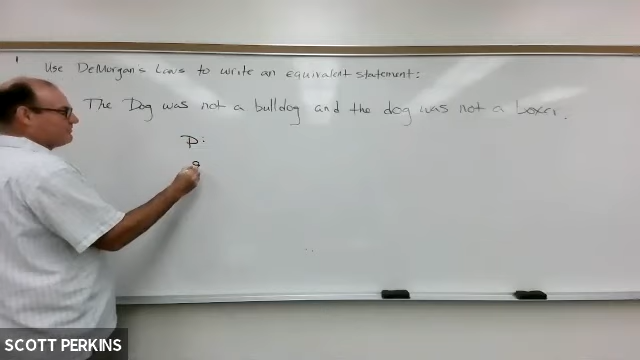 Use DeMorgan's Laws to write an equivalent statement:
The Dog was not a bulldog and the dog was not a boxer.
P:
q
SCOTT PERKINS